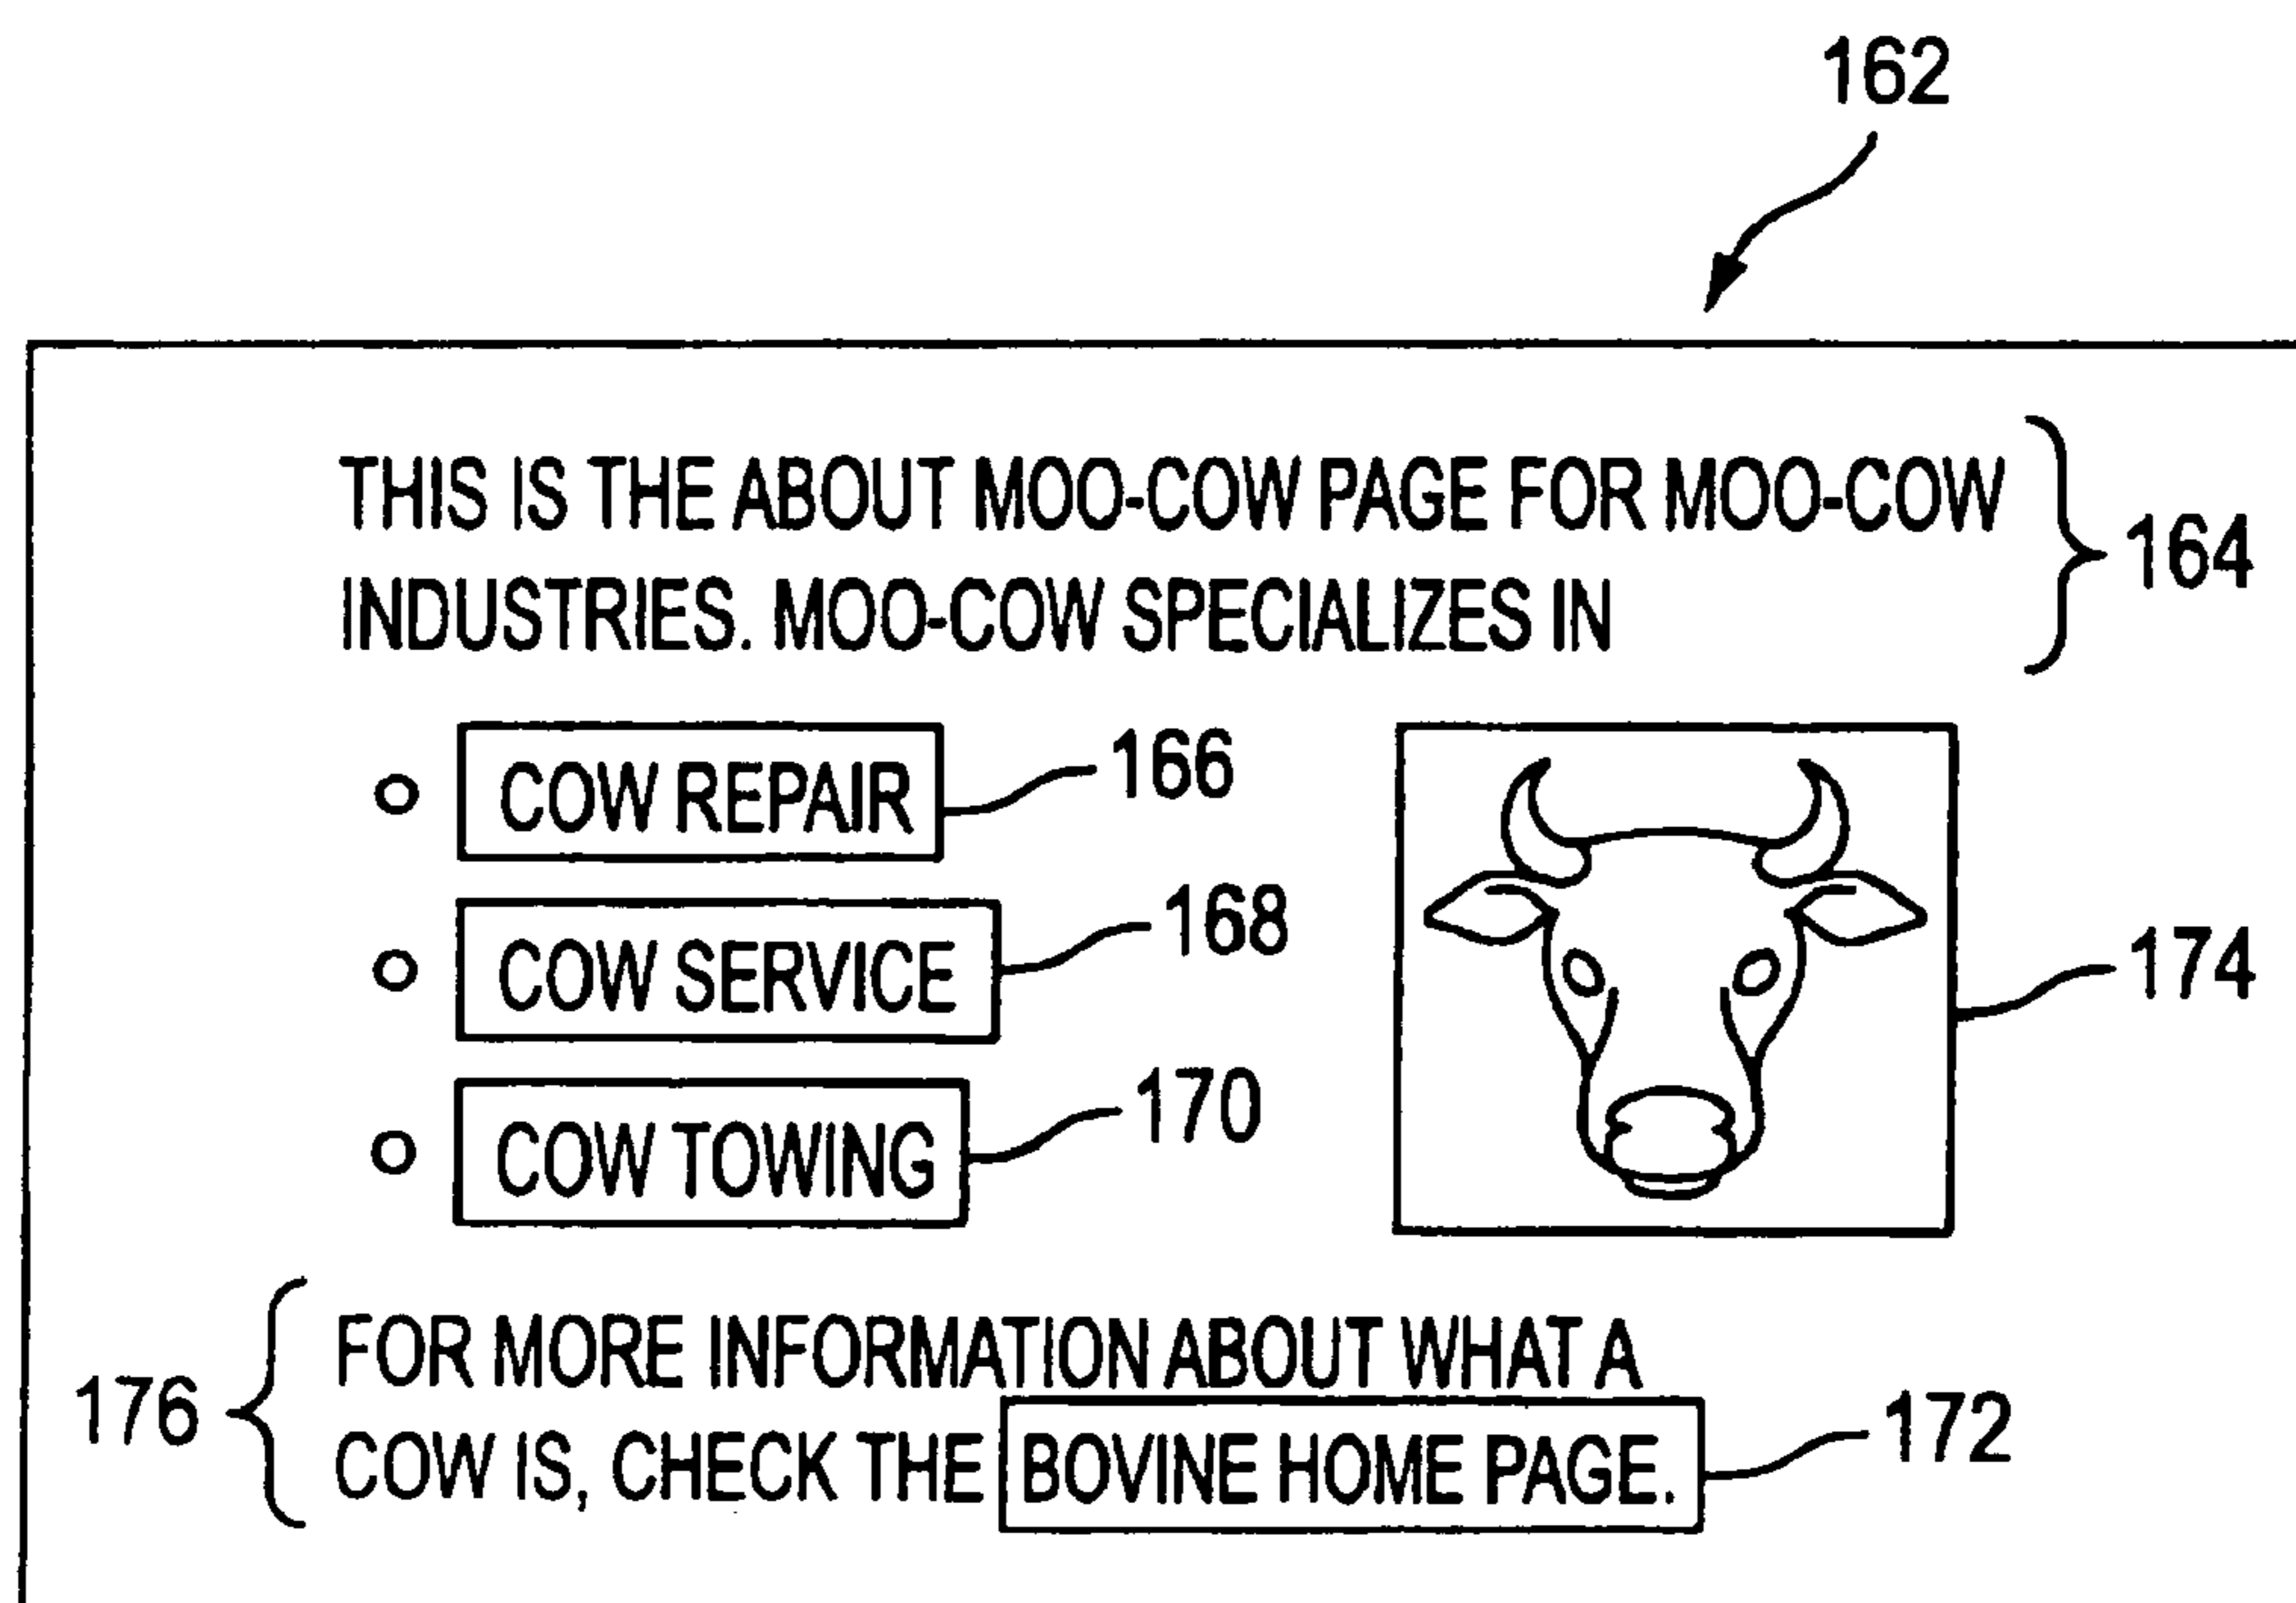 162
THIS IS THE ABOUT MOO-COW PAGE FOR MOO-COW
INDUSTRIES. MOO-COW SPECIALIZES IN
164
COW REPAIR
166
COW SERVICE
168
COW TOWING
170
174
FOR MORE INFORMATION ABOUT WHAT A
COW IS, CHECK THE BOVINE HOME PAGE.
176
172